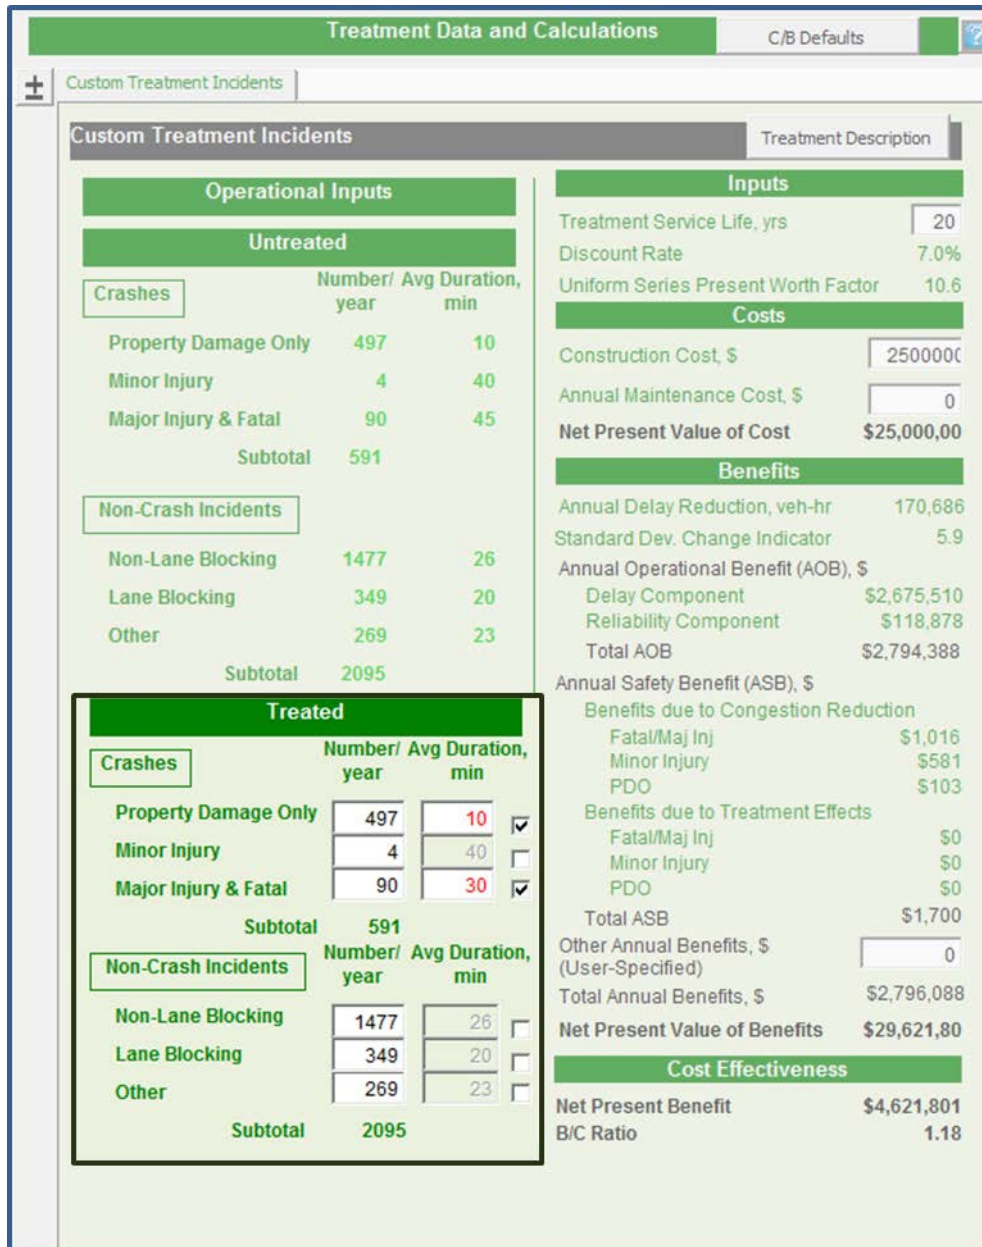 Treatment Data and Calculations
C/B Defaults
?
±
Custom Treatment Incidents
Custom Treatment Incidents
Treatment Description
Operational Inputs
Untreated
Crashes
Number/ Avg Duration,
year min
Property Damage Only 497 10
Minor Injury 4 40
Major Injury & Fatal 90 45
Subtotal 591
Non-Crash Incidents
Non-Lane Blocking 1477 26
Lane Blocking 349 20
Other 269 23
Subtotal 2095
Treated
Crashes
Number/ Avg Duration,
year min
Property Damage Only 497 10
Minor Injury 4 40
Major Injury & Fatal 90 30
Subtotal 591
Number/ Avg Duration,
Non-Crash Incidents year min
Non-Lane Blocking 1477 26
Lane Blocking 349 20
Other 269 23
Subtotal 2095
Inputs
Treatment Service Life, yrs 20
Discount Rate 7.0%
Uniform Series Present Worth Factor 10.6
Costs
Construction Cost, $ 2500000
Annual Maintenance Cost, $ 0
Net Present Value of Cost $25,000,00
Benefits
Annual Delay Reduction, veh-hr 170,686
Standard Dev. Change Indicator 5.9
Annual Operational Benefit (AOB), $
Delay Component $2,675,510
Reliability Component $118,878
Total AOB $2,794,388
Annual Safety Benefit (ASB), $
Benefits due to Congestion Reduction
Fatal/Maj Inj $1,016
Minor Injury $581
PDO $103
Benefits due to Treatment Effects
Fatal/Maj Inj $0
Minor Injury $0
PDO $0
Total ASB $1,700
Other Annual Benefits, $ 0
(User-Specified)
Total Annual Benefits, $ $2,796,088
Net Present Value of Benefits $29,621,80
Cost Effectiveness
Net Present Benefit $4,621,801
B/C Ratio 1.18